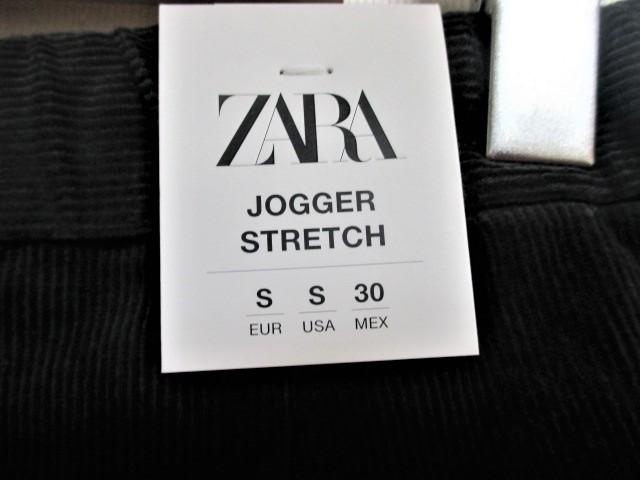 ZARA
JOGGER
STRETCH
S S 30
EUR USA MEX